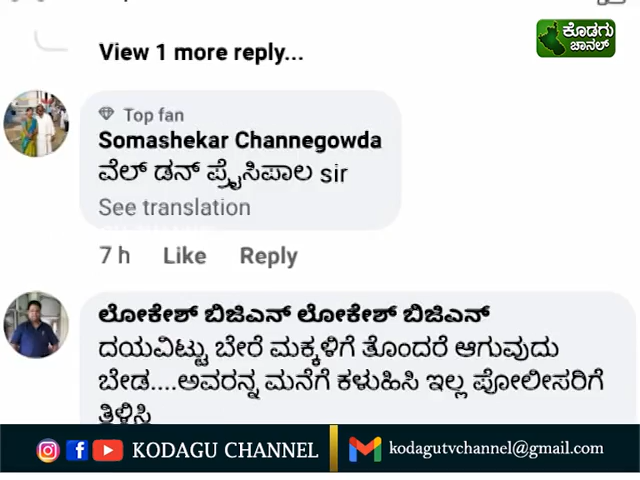 View 1 more reply...
ಕೊಡಗು
ಚಾನಲ್
Top fan
Somashekar Channegowda
ವೆಲ್ ಡನ್ ಪ್ರೈಸಿಪಾಲ sir
See translation
7 h Like Reply
ಲೋಕೇಶ್ ಬಿಜಿಎನ್ ಲೋಕೇಶ್ ಬಿಜಿಎನ್
ದಯವಿಟ್ಟು ಬೇರೆ ಮಕ್ಕಳಿಗೆ ತೊಂದರೆ ಆಗುವುದು
ಬೇಡ....ಅವರನ್ನ ಮನೆಗೆ ಕಳುಹಿಸಿ ಇಲ್ಲ ಪೋಲೀಸರಿಗೆ
ತಿಳಿಸಿ
KODAGU CHANNEL kodagutvchannel@gmail.com